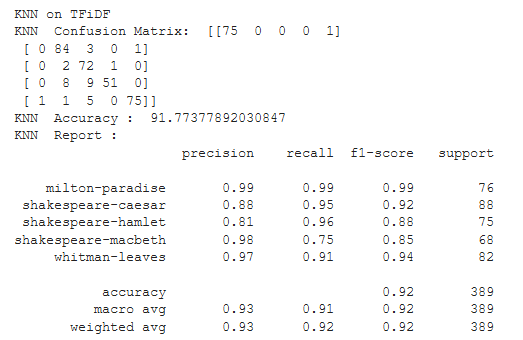 KNN on TFiDF
KNN  Confusion Matrix:  [[75  0  0  0  1]
 [ 0 84  3  0  1]
 [ 0  2 72  1  0]
 [ 0  8  9 51  0]
 [ 1  1  5  0 75]]
KNN  Accuracy :  91.77377892030847
KNN  Report :
                     precision    recall  f1-score   support

    milton-paradise       0.99      0.99      0.99        76
 shakespeare-caesar       0.88      0.95      0.92        88
 shakespeare-hamlet       0.81      0.96      0.88        75
shakespeare-macbeth       0.98      0.75      0.85        68
     whitman-leaves       0.97      0.91      0.94        82

           accuracy                           0.92       389
          macro avg       0.93      0.91      0.92       389
       weighted avg       0.93      0.92      0.92       389